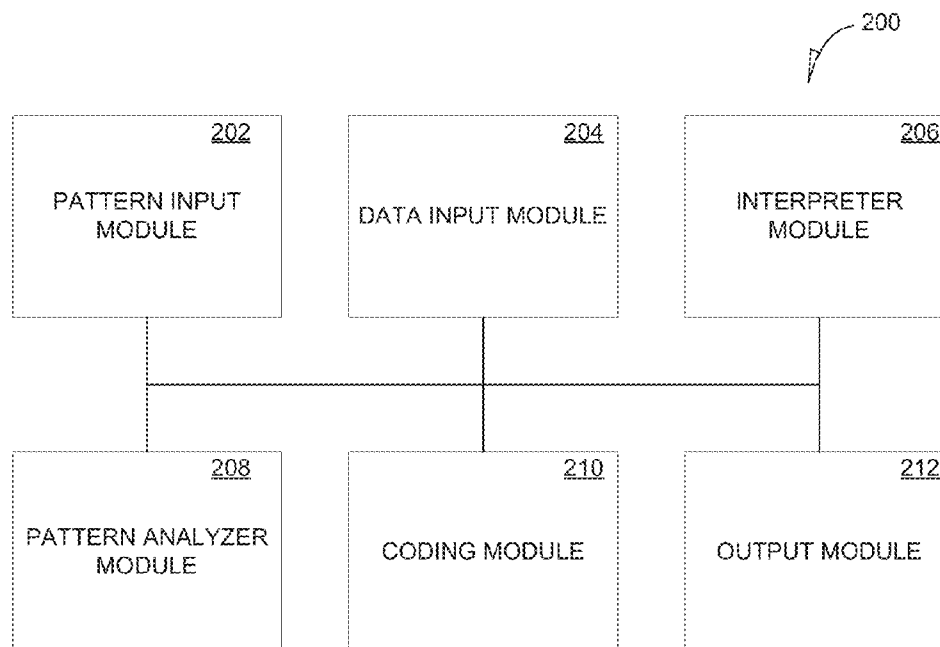 200
202
PATTERN INPUT
MODULE
204
DATA INPUT MODULE
206
INTERPRETER
MODULE
208
PATTERN ANALYZER
MODULE
210
CODING MODULE
212
OUTPUT MODULE